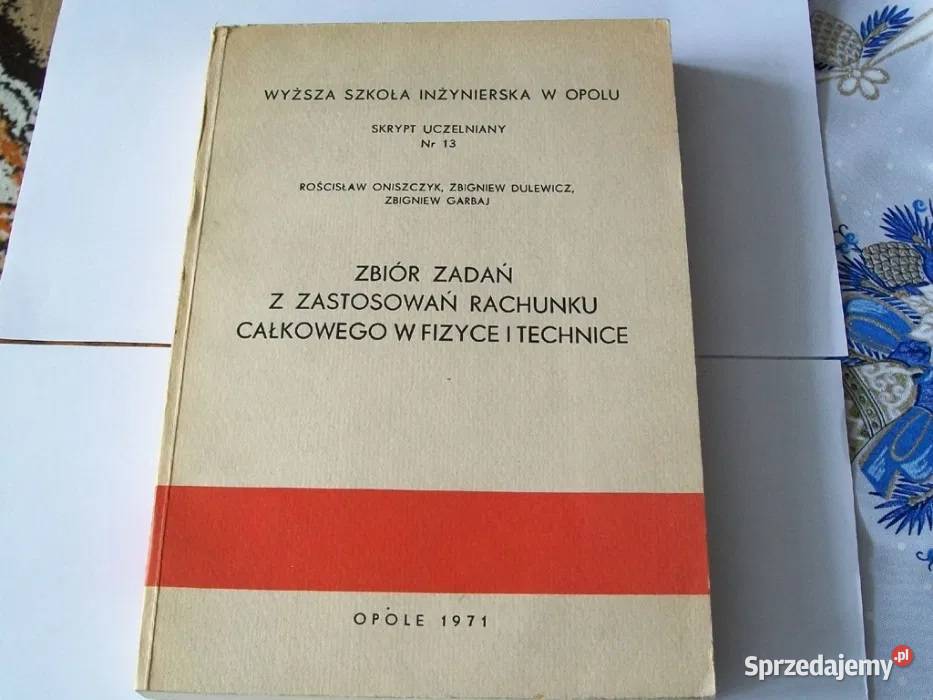 WYŻSZA SZKOŁA INŻYNIERSKA W OPOLU
SKRYPT UCZELNIANY
Nr 13
ROŚCISŁAW ONISZCZYK, ZBIGNIEW DULEWICZ,
ZBIGNIEW GARBAJ
ZBIÓR ZADAŃ
Z ZASTOSOWAŃ RACHUNKU
CAŁKOWEGO W FIZYCE I TECHNICE
OPOLE 1971
Sprzedajemy.pl